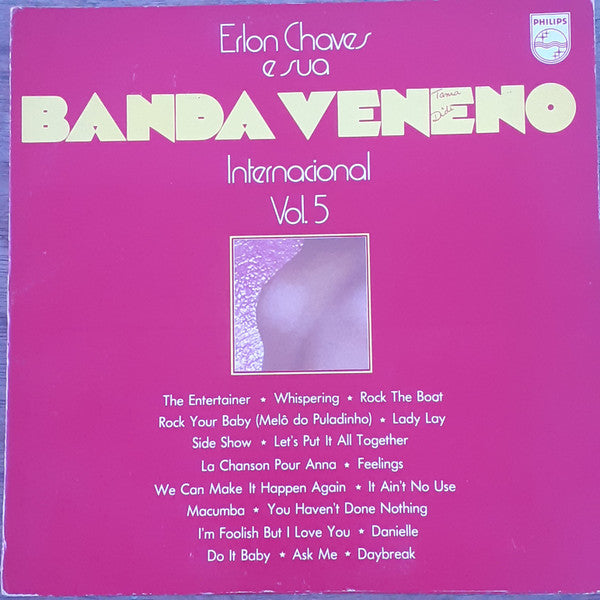 PHILIPS
Erlon Chaves
e sua
BANDA VENENO
Tania
Didi
Internacional
Vol. 5
The Entertainer ★ Whispering ★ Rock The Boat
Rock Your Baby (Melô do Puladinho) ★ Lady Lay
Side Show ★ Let's Put It All Together
La Chanson Pour Anna ★ Feelings
We Can Make It Happen Again ★ It Ain't No Use
Macumba ★ You Haven't Done Nothing
I'm Foolish But I Love You ★ Danielle
Do It Baby ★ Ask Me ★ Daybreak